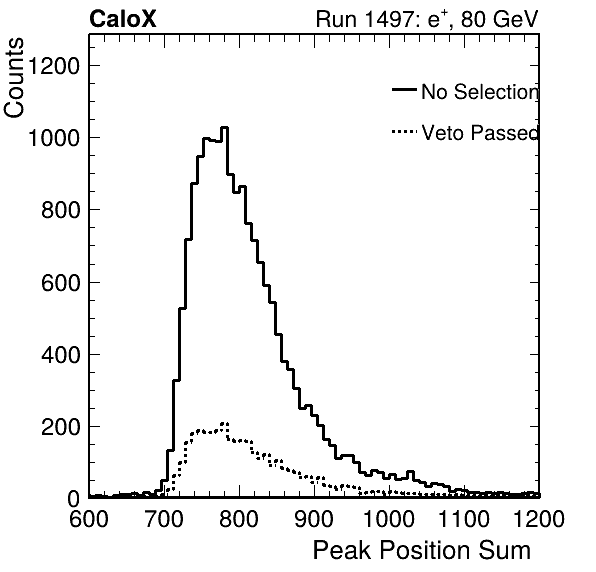 CaloX Run 1497: e⁺, 80 GeV
Counts
1200
1000
800
600
400
200
0
No Selection
Veto Passed
600 700 800 900 1000 1100 1200
Peak Position Sum